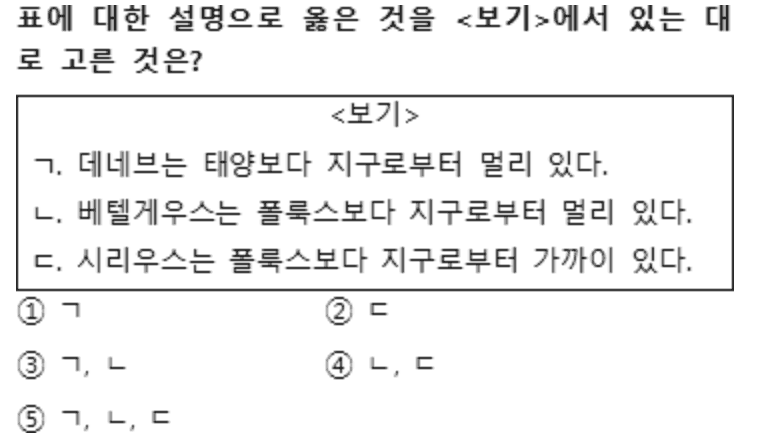 표에 대한 설명으로 옳은 것을 <보기>에서 있는 대
로 고른 것은?
<보기>
ㄱ. 데네브는 태양보다 지구로부터 멀리 있다.
ㄴ. 베텔게우스는 폴룩스보다 지구로부터 멀리 있다.
ㄷ. 시리우스는 폴룩스보다 지구로부터 가까이 있다.
① ㄱ ② ㄷ
③ ㄱ, ㄴ ④ ㄴ, ㄷ
⑤ ㄱ, ㄴ, ㄷ